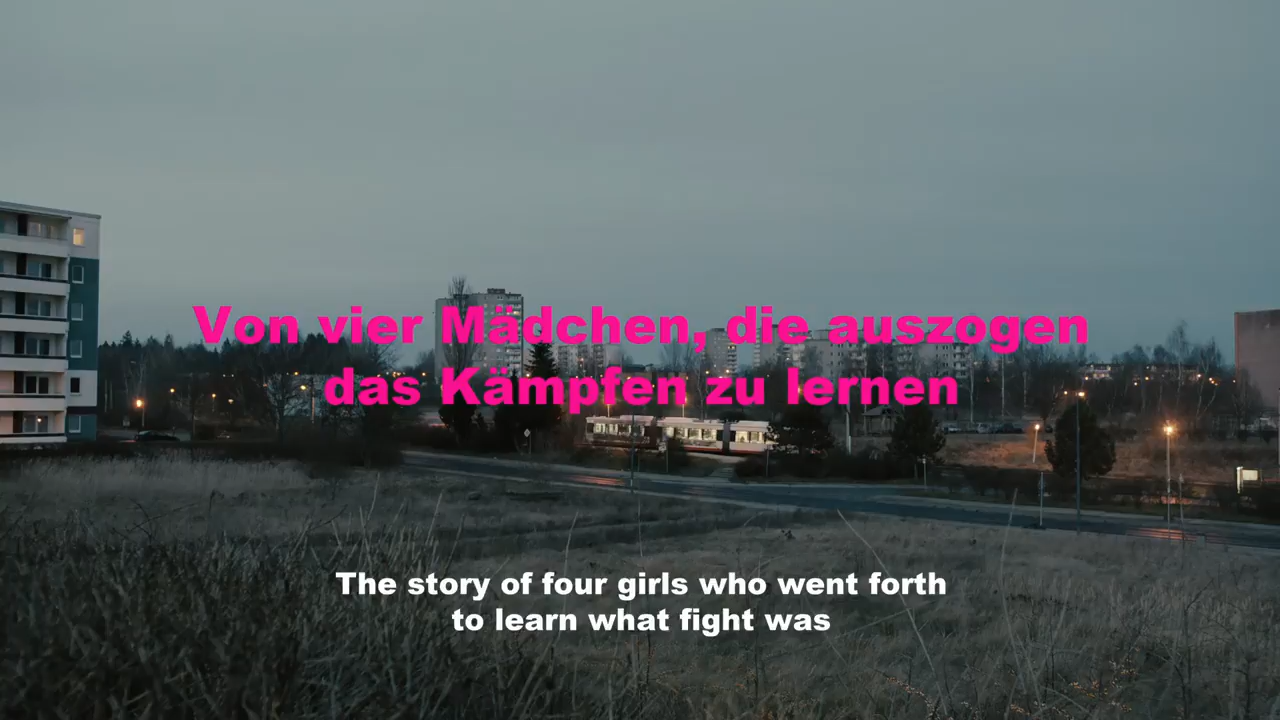 Von vier Mädchen, die auszogen
das Kämpfen zu lernen
The story of four girls who went forth
to learn what fight was